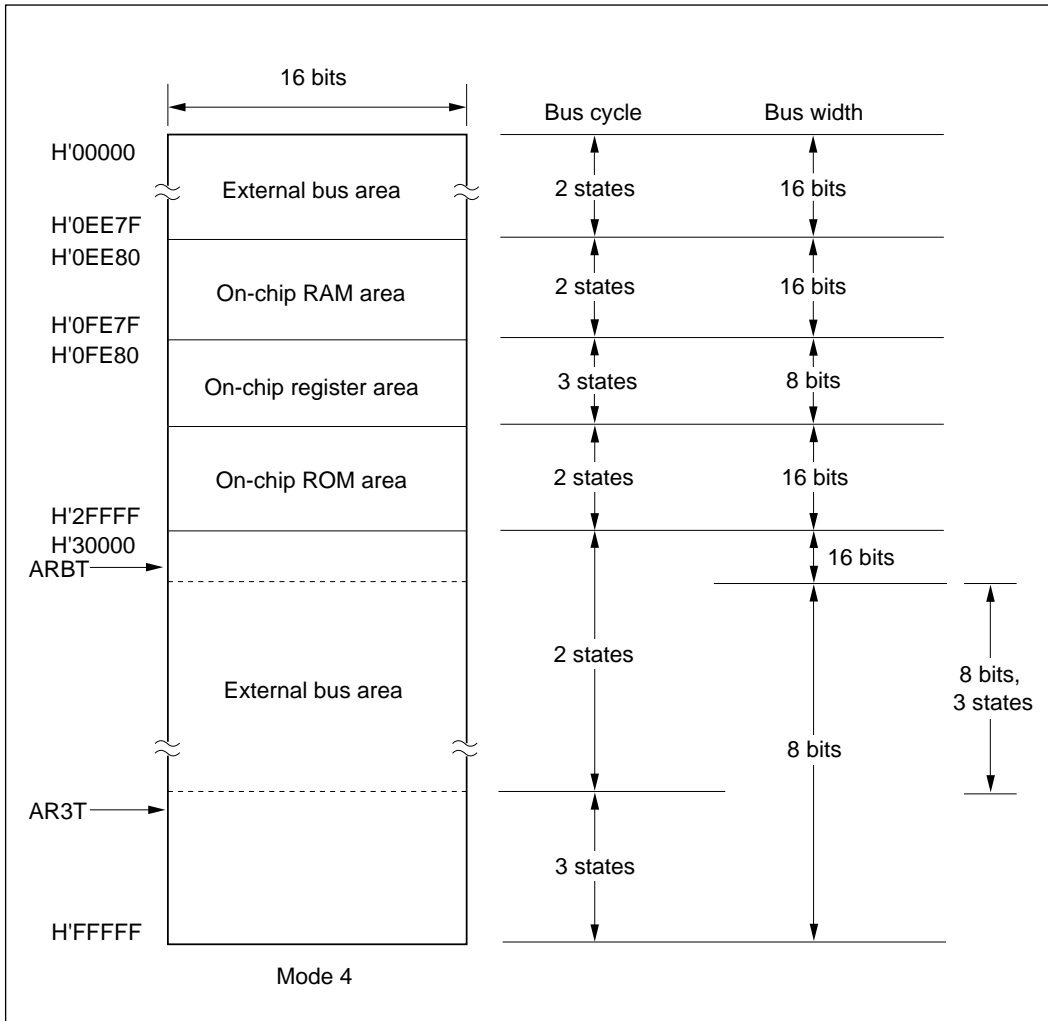 16 bits
Bus cycle
Bus width
H'00000
External bus area
2 states
16 bits
H'0EE7F
H'0EE80
On-chip RAM area
2 states
16 bits
H'0FE7F
H'0FE80
On-chip register area
3 states
8 bits
On-chip ROM area
2 states
16 bits
H'2FFFF
H'30000
ARBT
16 bits
2 states
External bus area
8 bits,
3 states
8 bits
AR3T
3 states
H'FFFFF
Mode 4